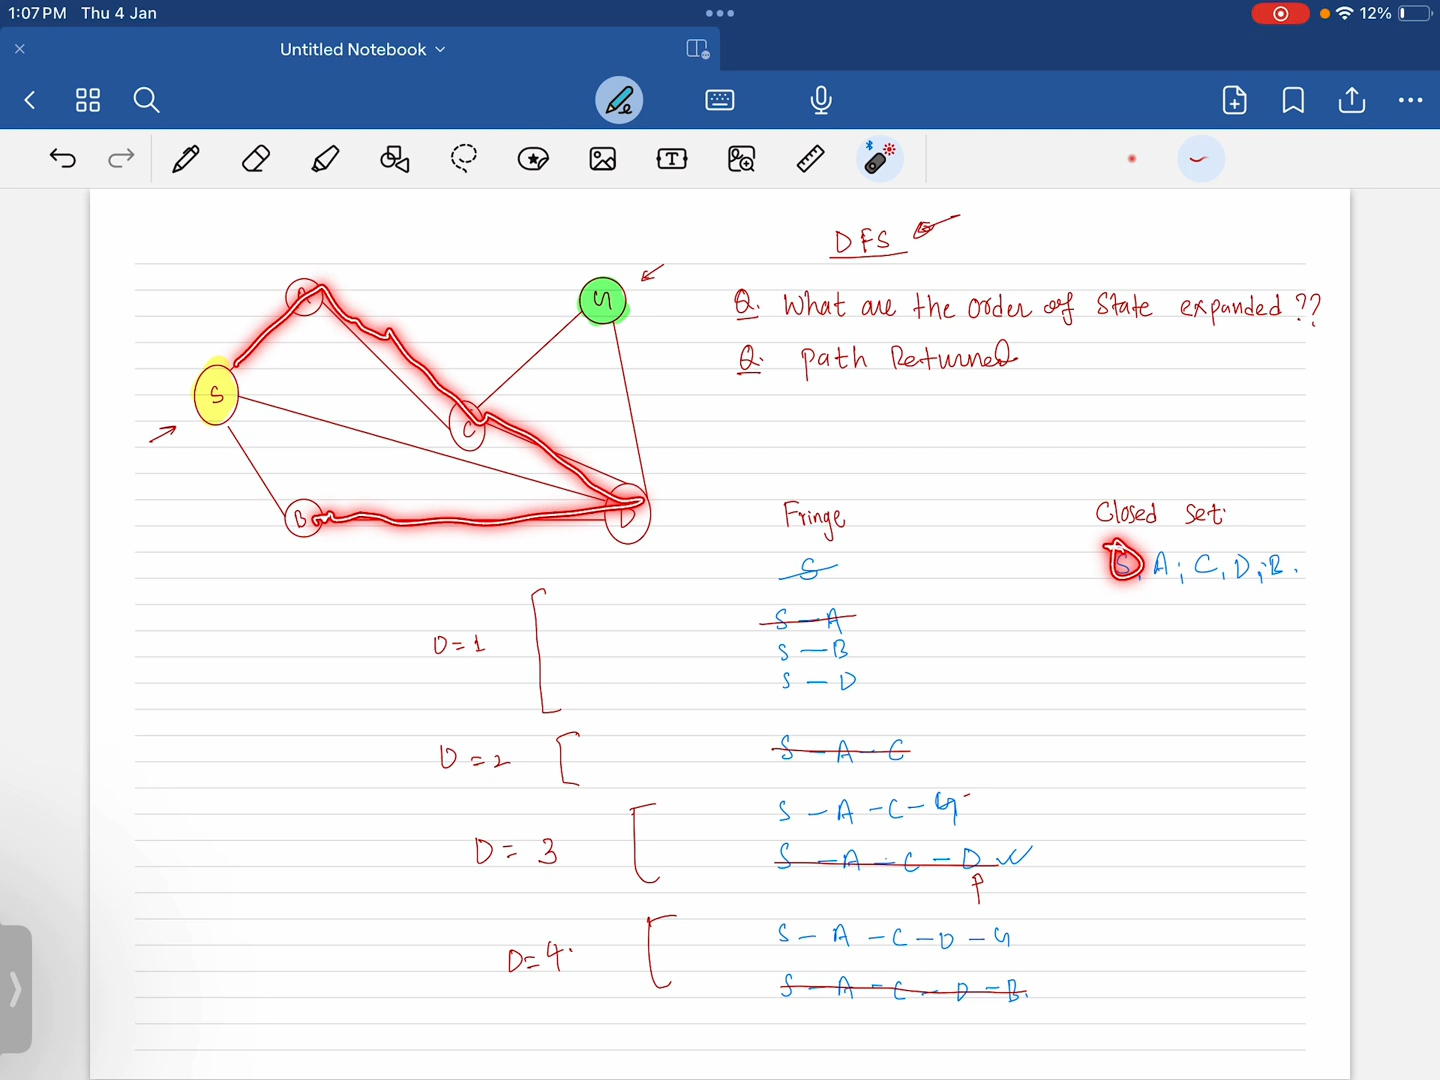 1:07 PM Thu 4 Jan
12%
Untitled Notebook
DFS
Q. What are the order of state expanded ??
Q. path Returned
A
G
S
C
B
D
Fringe
Closed set:
S
S, A, C, D, B.
D=1
S — A
S — B
S — D
D=2
S — A — C
D=3
S — A — C — G
S — A — C — D
D=4
S — A — C — D — G
S — A — C — D — B.